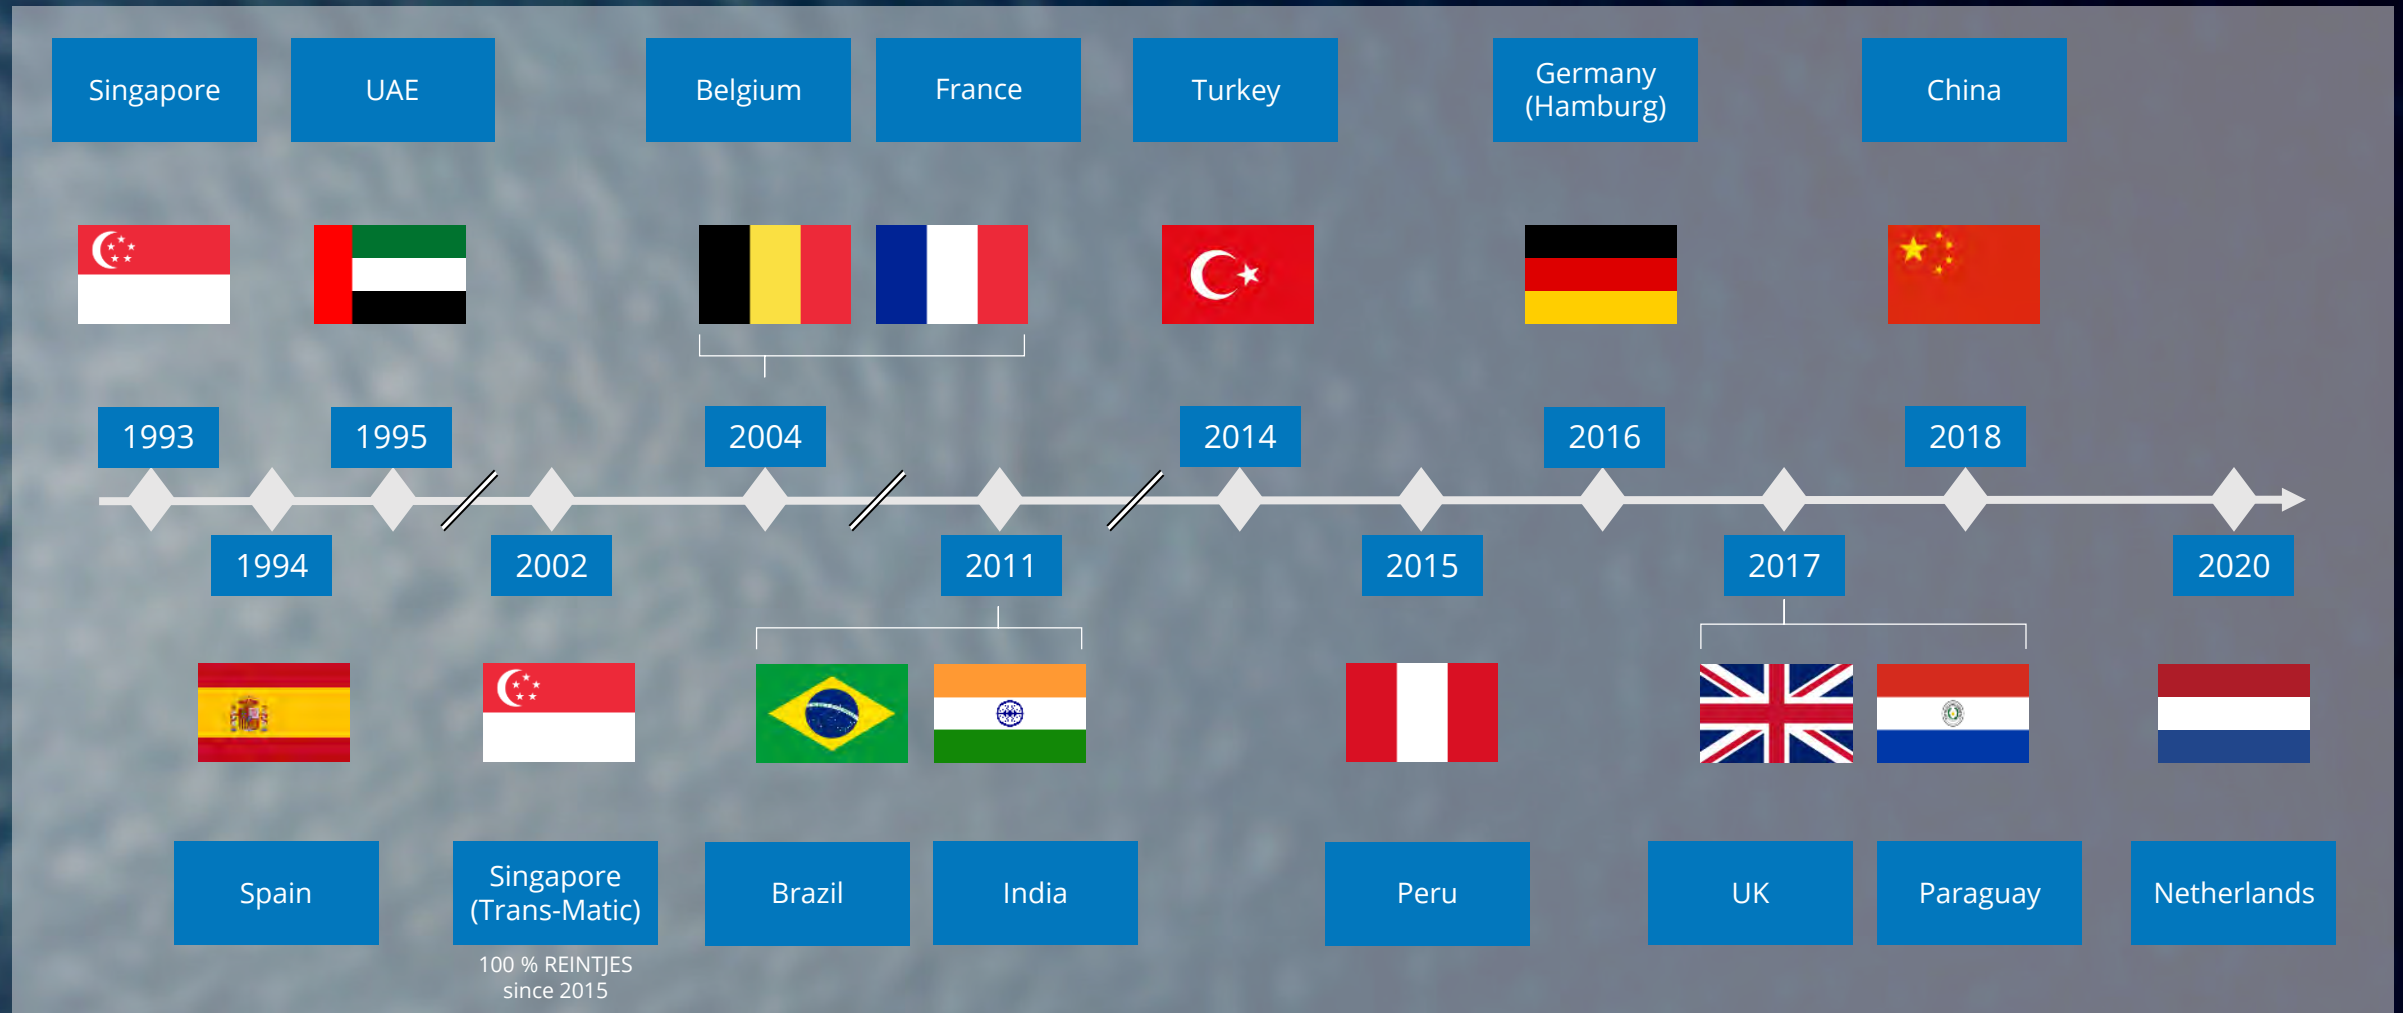 Singapore
UAE
Belgium
France
Turkey
Germany
(Hamburg)
China
1993
1995
2004
2014
2016
2018
1994
2002
2011
2015
2017
2020
Spain
Singapore
(Trans-Matic)
Brazil
India
Peru
UK
Paraguay
Netherlands
100 % REINTJES
since 2015